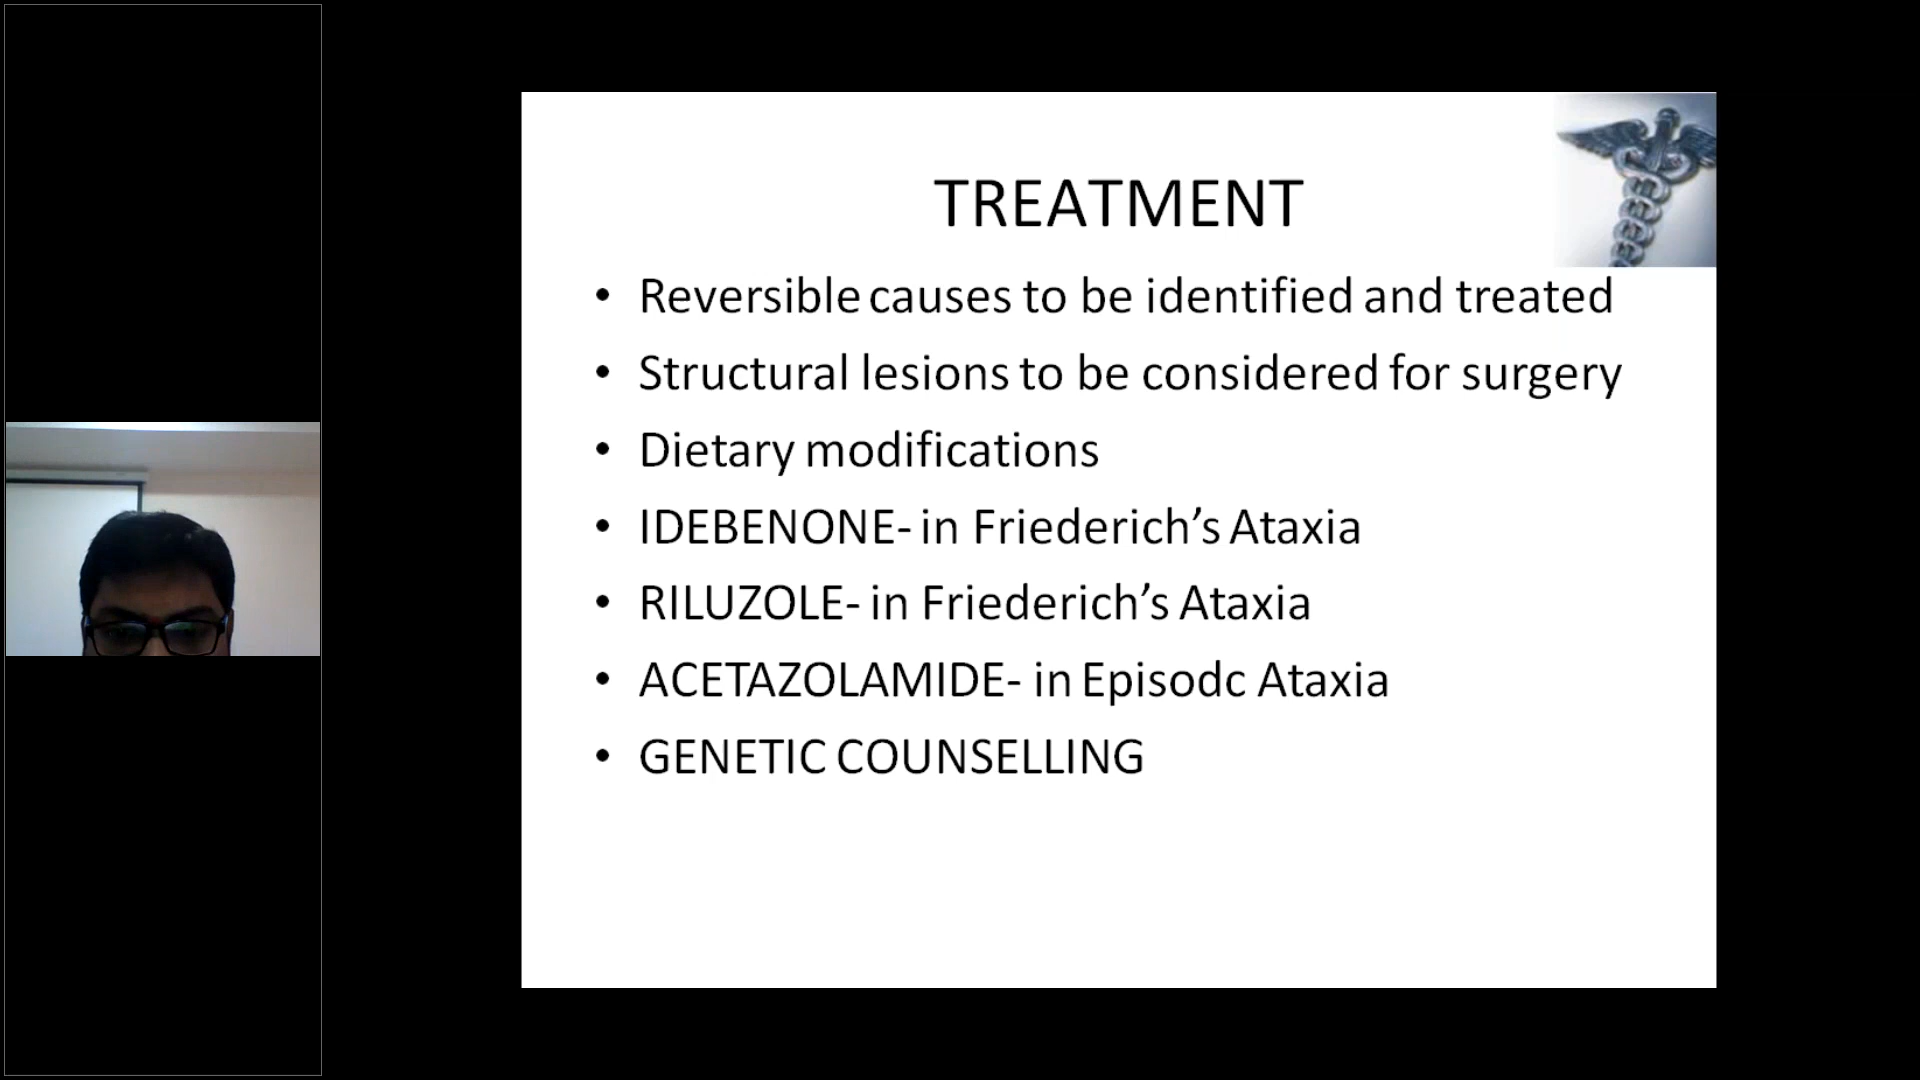 TREATMENT
• Reversible causes to be identified and treated
• Structural lesions to be considered for surgery
• Dietary modifications
• IDEBENONE- in Friederich’s Ataxia
• RILUZOLE- in Friederich’s Ataxia
• ACETAZOLAMIDE- in Episodc Ataxia
• GENETIC COUNSELLING